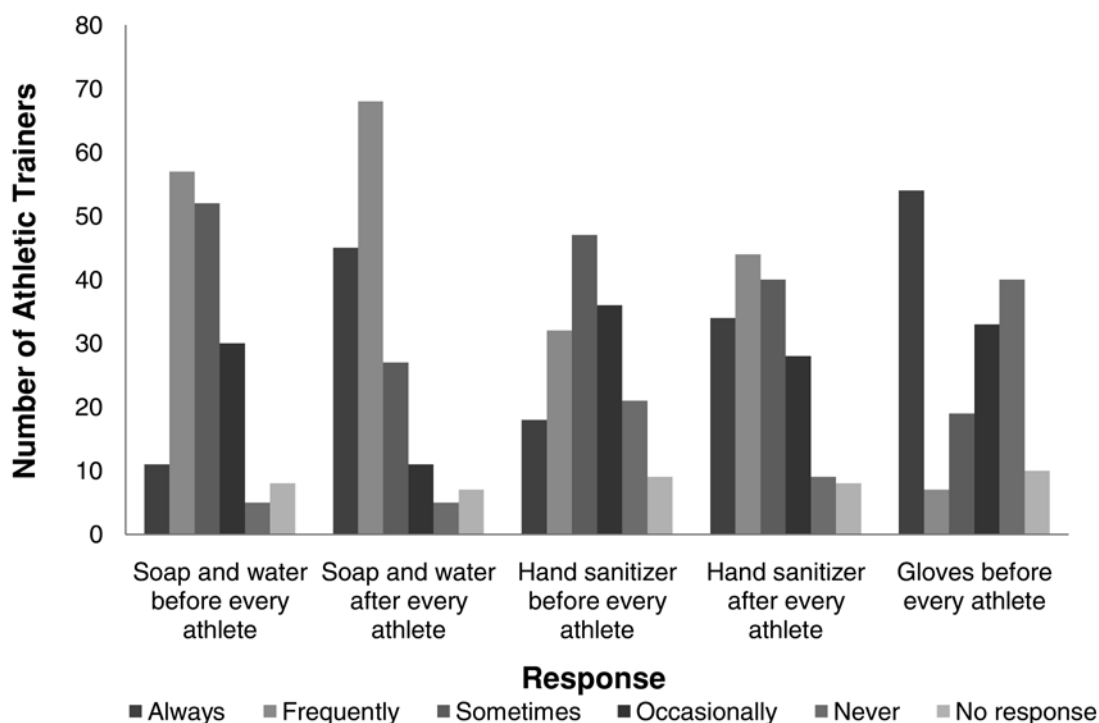 Number of Athletic Trainers
80
70
60
50
40
30
20
10
0
Soap and water
before every
athlete
Soap and water
after every
athlete
Hand sanitizer
before every
athlete
Hand sanitizer
after every
athlete
Gloves before
every athlete
Response
Always Frequently Sometimes Occasionally Never No response